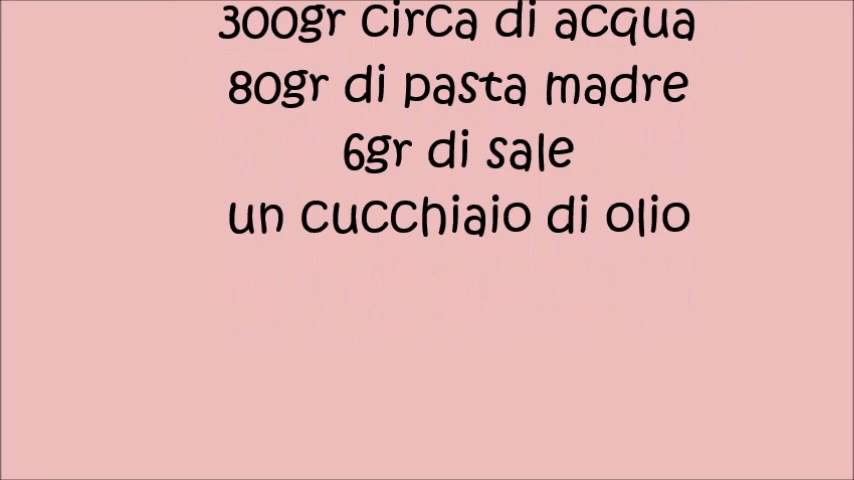 300gr circa di acqua
80gr di pasta madre
6gr di sale
un cucchiaio di olio